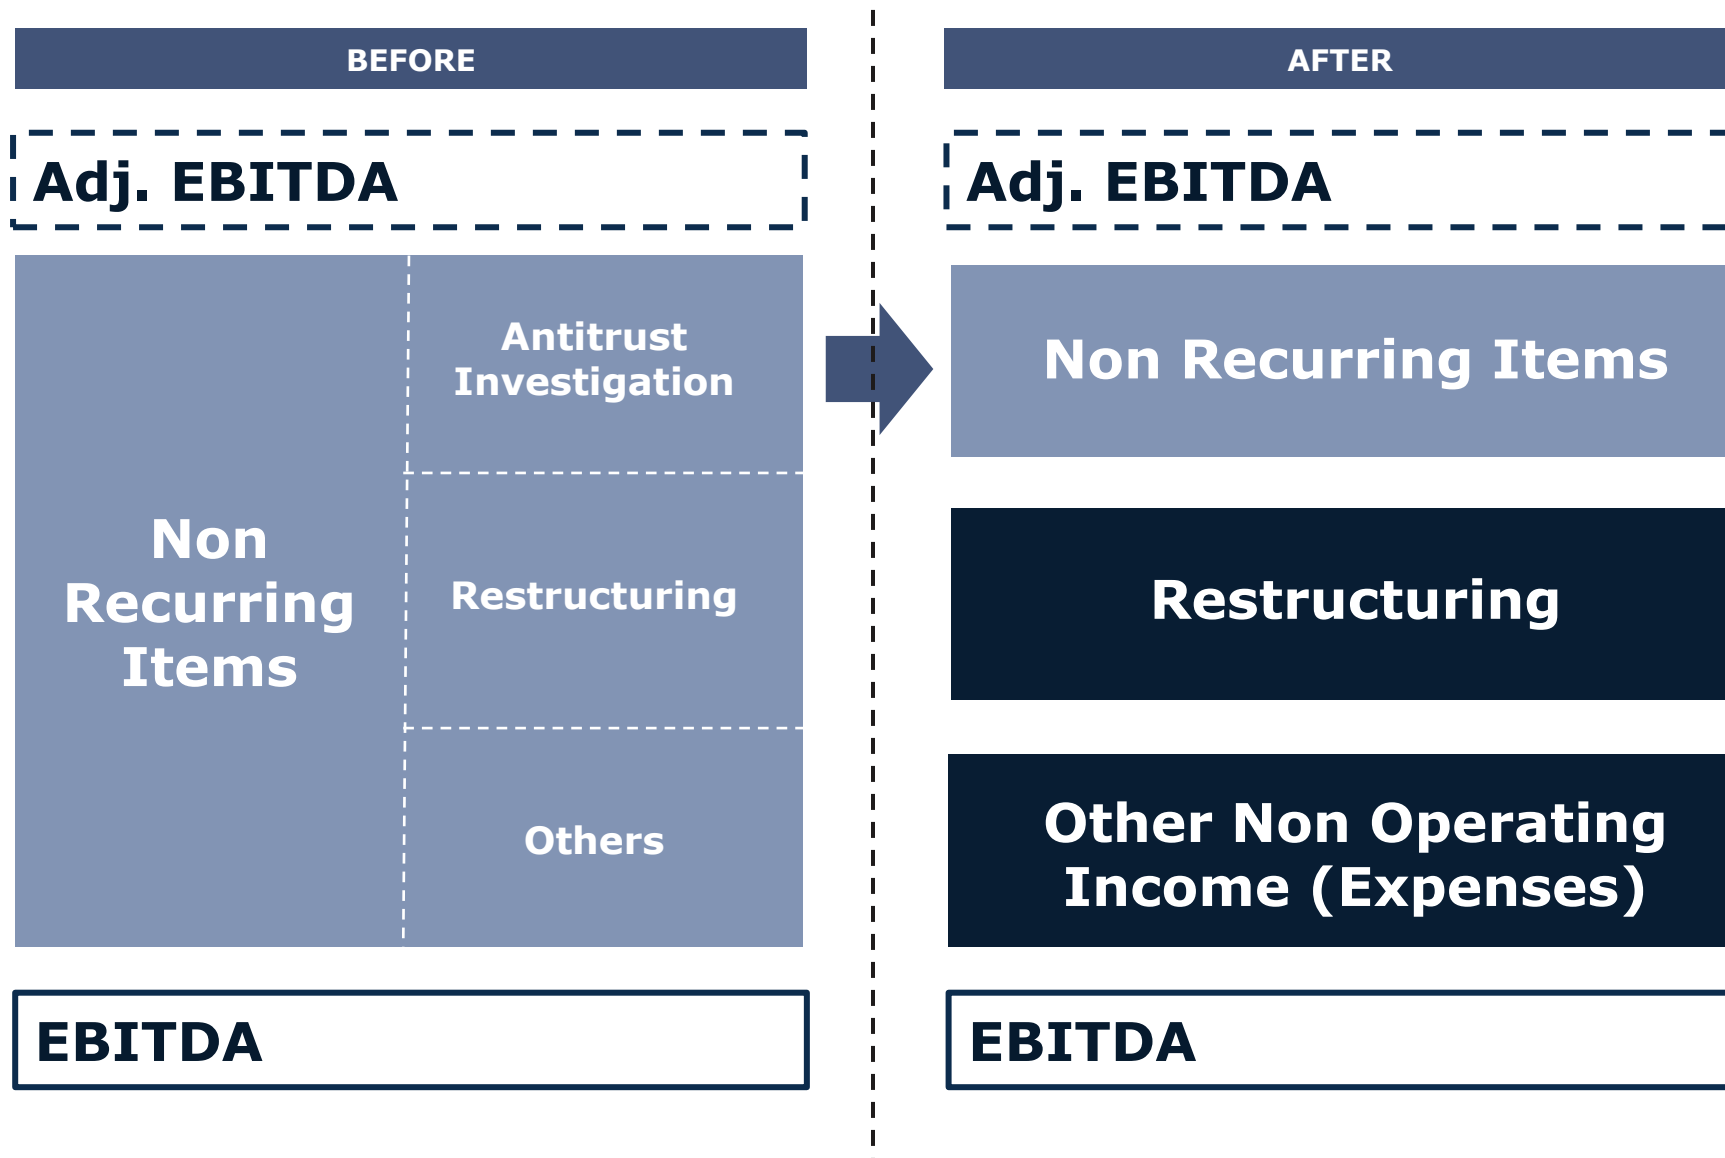 BEFORE
Adj. EBITDA
Non
Recurring
Items
Antitrust
Investigation
Restructuring
Others
EBITDA
AFTER
Adj. EBITDA
Non Recurring Items
Restructuring
Other Non Operating
Income (Expenses)
EBITDA